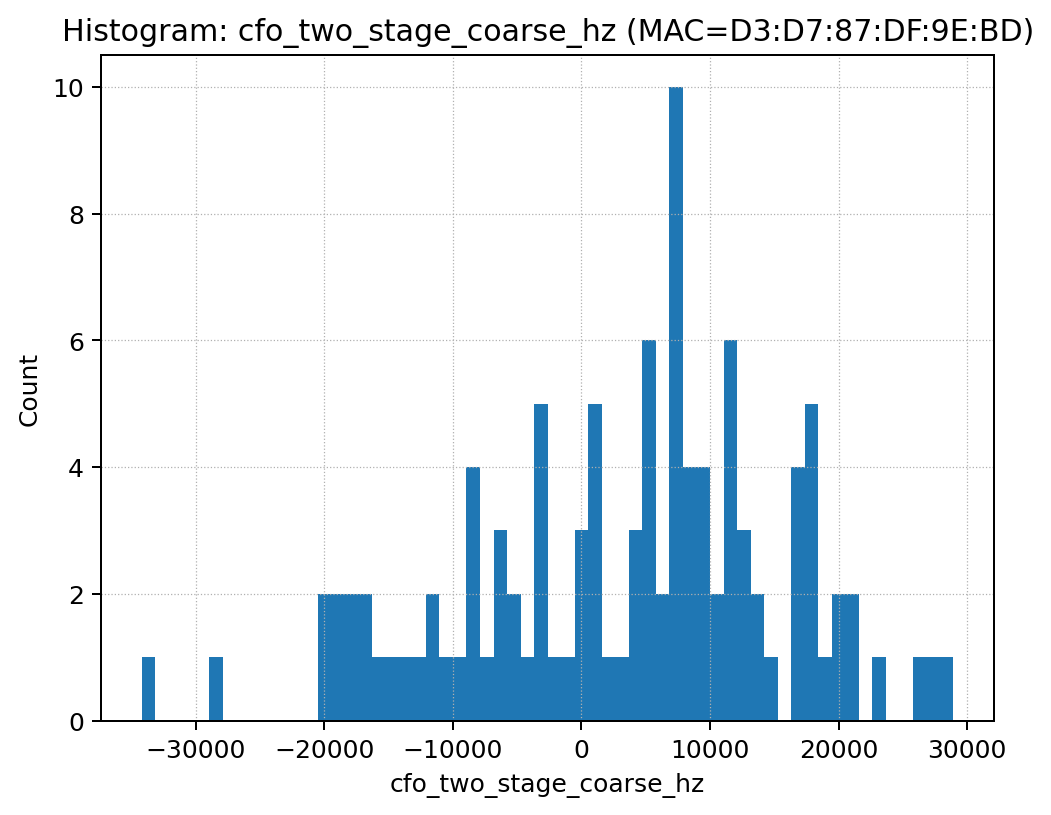 Histogram: cfo_two_stage_coarse_hz (MAC=D3:D7:87:DF:9E:BD)
10
8
6
4
2
0
Count
−30000 −20000 −10000 0 10000 20000 30000
cfo_two_stage_coarse_hz